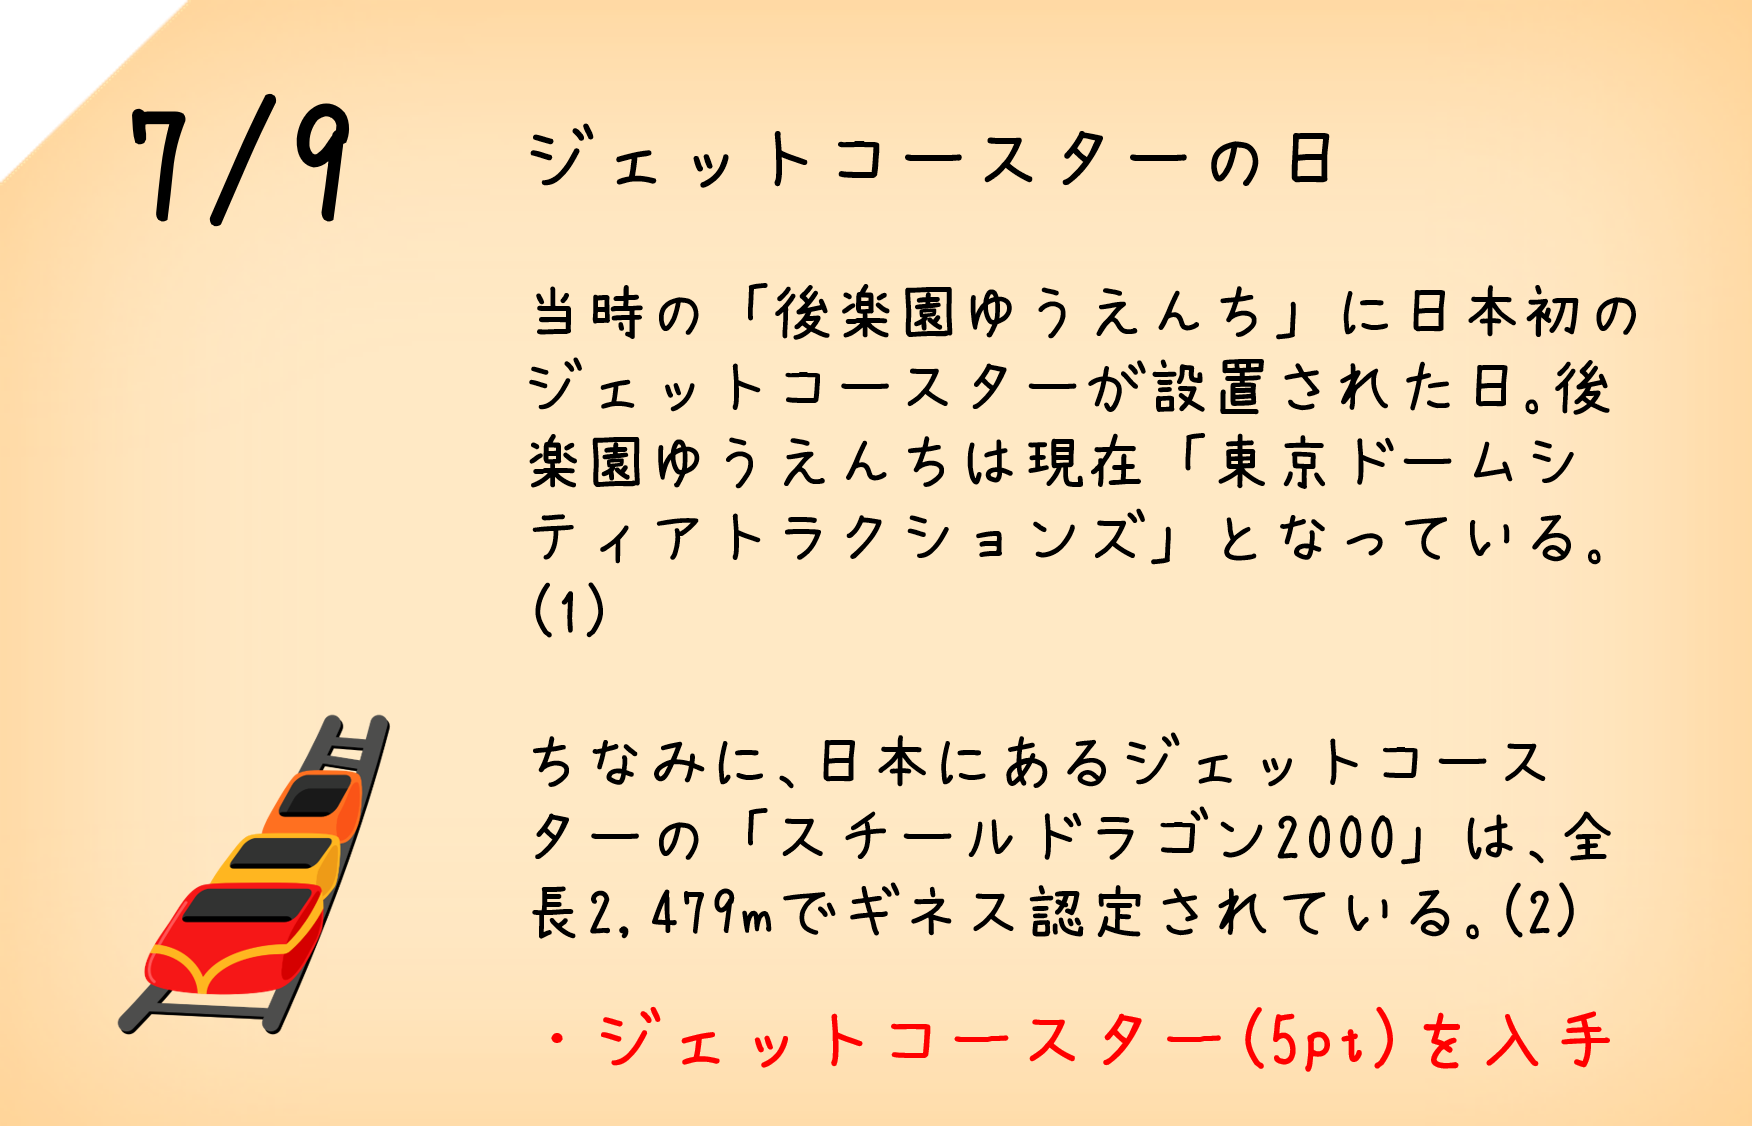 7/9
ジェットコースターの日
当時の「後楽園ゆうえんち」に日本初の
ジェットコースターが設置された日。後
楽園ゆうえんちは現在「東京ドームシ
ティアトラクションズ」となっている。
(1)
ちなみに、日本にあるジェットコース
ターの「スチールドラゴン2000」は、全
長2,479mでギネス認定されている。(2)
・ジェットコースター(5pt)を入手